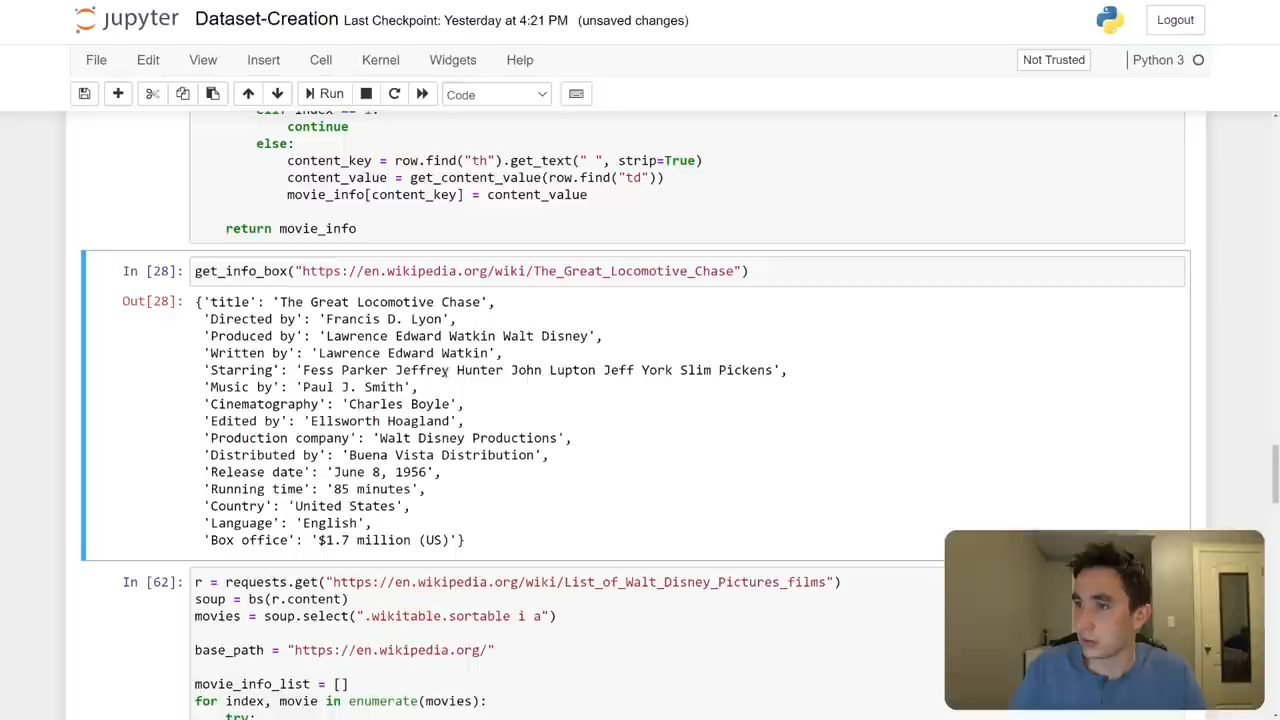 jupyter Dataset-Creation Last Checkpoint: Yesterday at 4:21 PM (unsaved changes) Logout
File Edit View Insert Cell Kernel Widgets Help Not Trusted Python 3
Run Code
continue
else:
content_key = row.find("th").get_text(" ", strip=True)
content_value = get_content_value(row.find("td"))
movie_info[content_key] = content_value
return movie_info
In [28]: get_info_box("https://en.wikipedia.org/wiki/The_Great_Locomotive_Chase")
Out[28]: {'title': 'The Great Locomotive Chase',
'Directed by': 'Francis D. Lyon',
'Produced by': 'Lawrence Edward Watkin Walt Disney',
'Written by': 'Lawrence Edward Watkin',
'Starring': 'Fess Parker Jeffrey Hunter John Lupton Jeff York Slim Pickens',
'Music by': 'Paul J. Smith',
'Cinematography': 'Charles Boyle',
'Edited by': 'Ellsworth Hoagland',
'Production company': 'Walt Disney Productions',
'Distributed by': 'Buena Vista Distribution',
'Release date': 'June 8, 1956',
'Running time': '85 minutes',
'Country': 'United States',
'Language': 'English',
'Box office': '$1.7 million (US)'}
In [62]: r = requests.get("https://en.wikipedia.org/wiki/List_of_Walt_Disney_Pictures_films")
soup = bs(r.content)
movies = soup.select(".wikitable.sortable i a")
base_path = "https://en.wikipedia.org/"
movie_info_list = []
for index, movie in enumerate(movies):
try: